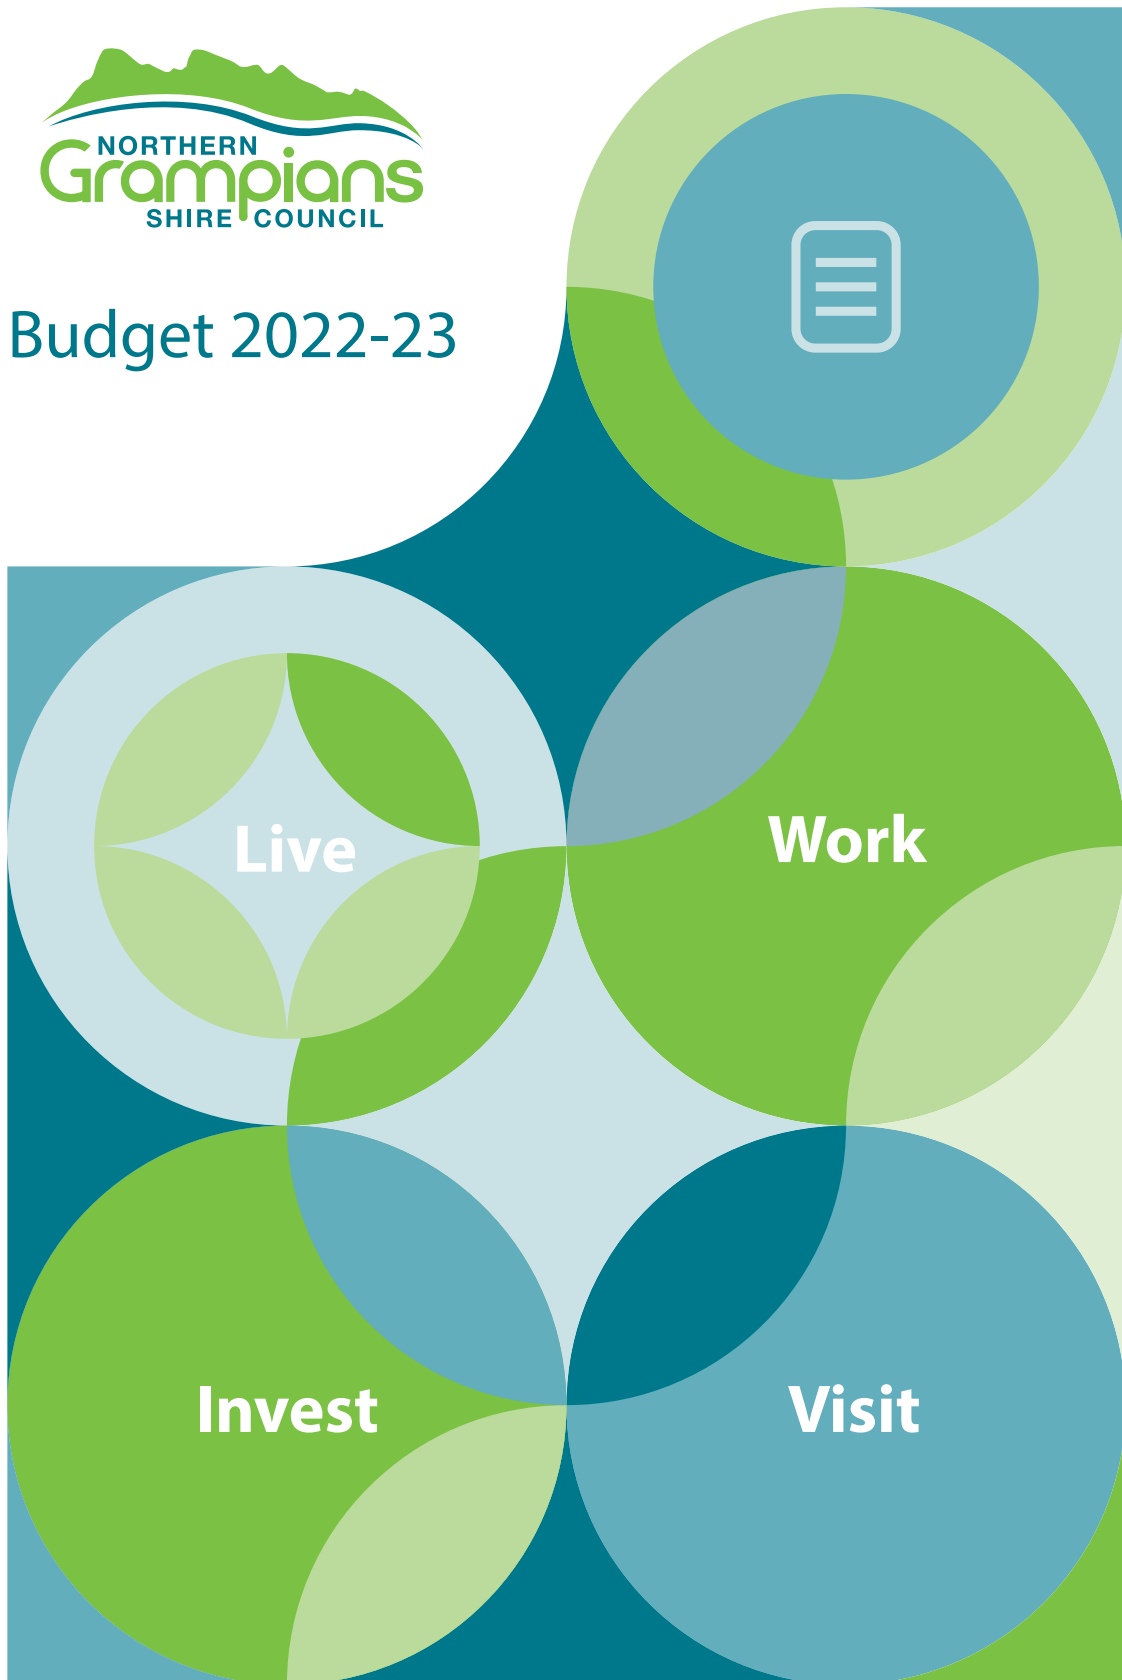 NORTHERN
Grampians
SHIRE COUNCIL
Budget 2022-23
Live
Work
Invest
Visit